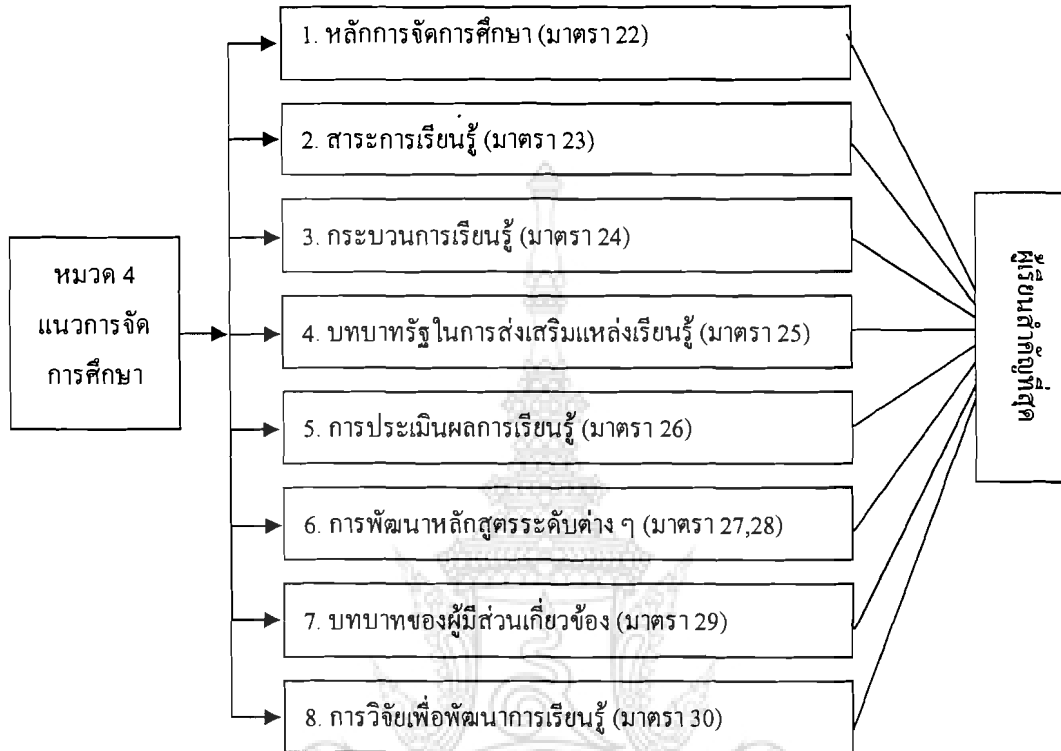 หมวด 4
แนวการจัด
การศึกษา
1. หลักการจัดการศึกษา (มาตรา 22)
2. สาระการเรียนรู้ (มาตรา 23)
3. กระบวนการเรียนรู้ (มาตรา 24)
4. บทบาทรัฐในการส่งเสริมแหล่งเรียนรู้ (มาตรา 25)
5. การประเมินผลการเรียนรู้ (มาตรา 26)
6. การพัฒนาหลักสูตรระดับต่าง ๆ (มาตรา 27,28)
7. บทบาทของผู้มีส่วนเกี่ยวข้อง (มาตรา 29)
8. การวิจัยเพื่อพัฒนาการเรียนรู้ (มาตรา 30)
ผู้เรียนสำคัญที่สุด